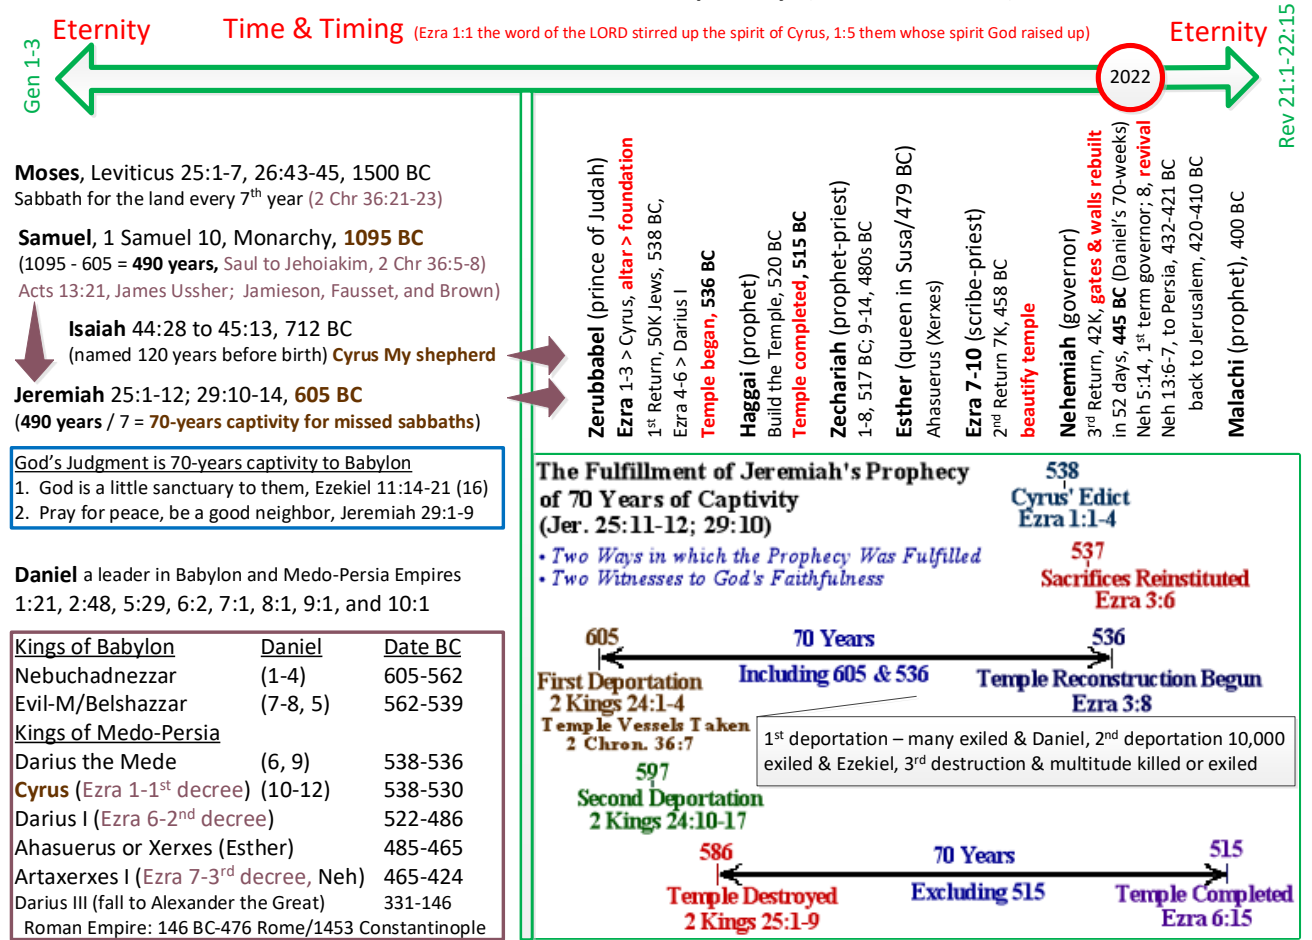 Eternity
Time & Timing (Ezra 1:1 the word of the LORD stirred up the spirit of Cyrus, 1:5 them whose spirit God raised up)
Eternity
Gen 1-3
2022
Rev 21:1-22:15
Moses, Leviticus 25:1-7, 26:43-45, 1500 BC
Sabbath for the land every 7th year (2 Chr 36:21-23)
Samuel, 1 Samuel 10, Monarchy, 1095 BC
(1095 - 605 = 490 years, Saul to Jehoiakim, 2 Chr 36:5-8)
Acts 13:21, James Ussher; Jamieson, Fausset, and Brown)
Isaiah 44:28 to 45:13, 712 BC
(named 120 years before birth) Cyrus My shepherd
Jeremiah 25:1-12; 29:10-14, 605 BC
(490 years / 7 = 70-years captivity for missed sabbaths)
God's Judgment is 70-years captivity to Babylon
1. God is a little sanctuary to them, Ezekiel 11:14-21 (16)
2. Pray for peace, be a good neighbor, Jeremiah 29:1-9
Daniel a leader in Babylon and Medo-Persia Empires
1:21, 2:48, 5:29, 6:2, 7:1, 8:1, 9:1, and 10:1
Kings of Babylon Daniel Date BC
Nebuchadnezzar (1-4) 605-562
Evil-M/Belshazzar (7-8, 5) 562-539
Kings of Medo-Persia
Darius the Mede (6, 9) 538-536
Cyrus (Ezra 1-1st decree) (10-12) 538-530
Darius I (Ezra 6-2nd decree) 522-486
Ahasuerus or Xerxes (Esther) 485-465
Artaxerxes I (Ezra 7-3rd decree, Neh) 465-424
Darius III (fall to Alexander the Great) 331-146
Roman Empire: 146 BC-476 Rome/1453 Constantinople
Zerubbabel (prince of Judah)
Ezra 1-3 > Cyrus, altar > foundation
1st Return, 50K Jews, 538 BC,
Ezra 4-6 > Darius I
Temple began, 536 BC
Haggai (prophet)
Build the Temple, 520 BC
Temple completed, 515 BC
Zechariah (prophet-priest)
1-8, 517 BC; 9-14, 480s BC
Esther (queen in Susa/479 BC)
Ahasuerus (Xerxes)
Ezra 7-10 (scribe-priest)
2nd Return 7K, 458 BC
beautify temple
Nehemiah (governor)
3rd Return, 42K, gates & walls rebuilt
in 52 days, 445 BC (Daniel's 70-weeks)
Neh 5:14, 1st term governor; 8, revival
Neh 13:6-7, to Persia, 432-421 BC
back to Jerusalem, 420-410 BC
Malachi (prophet), 400 BC
The Fulfillment of Jeremiah's Prophecy
of 70 Years of Captivity
(Jer. 25:11-12; 29:10)
• Two Ways in which the Prophecy Was Fulfilled
• Two Witnesses to God's Faithfulness
538
Cyrus' Edict
Ezra 1:1-4
537
Sacrifices Reinstituted
Ezra 3:6
605
70 Years
536
Including 605 & 536
First Deportation
2 Kings 24:1-4
Temple Vessels Taken
2 Chron. 36:7
Temple Reconstruction Begun
Ezra 3:8
1st deportation – many exiled & Daniel, 2nd deportation 10,000
exiled & Ezekiel, 3rd destruction & multitude killed or exiled
597
Second Deportation
2 Kings 24:10-17
586
70 Years
515
Excluding 515
Temple Destroyed
2 Kings 25:1-9
Temple Completed
Ezra 6:15